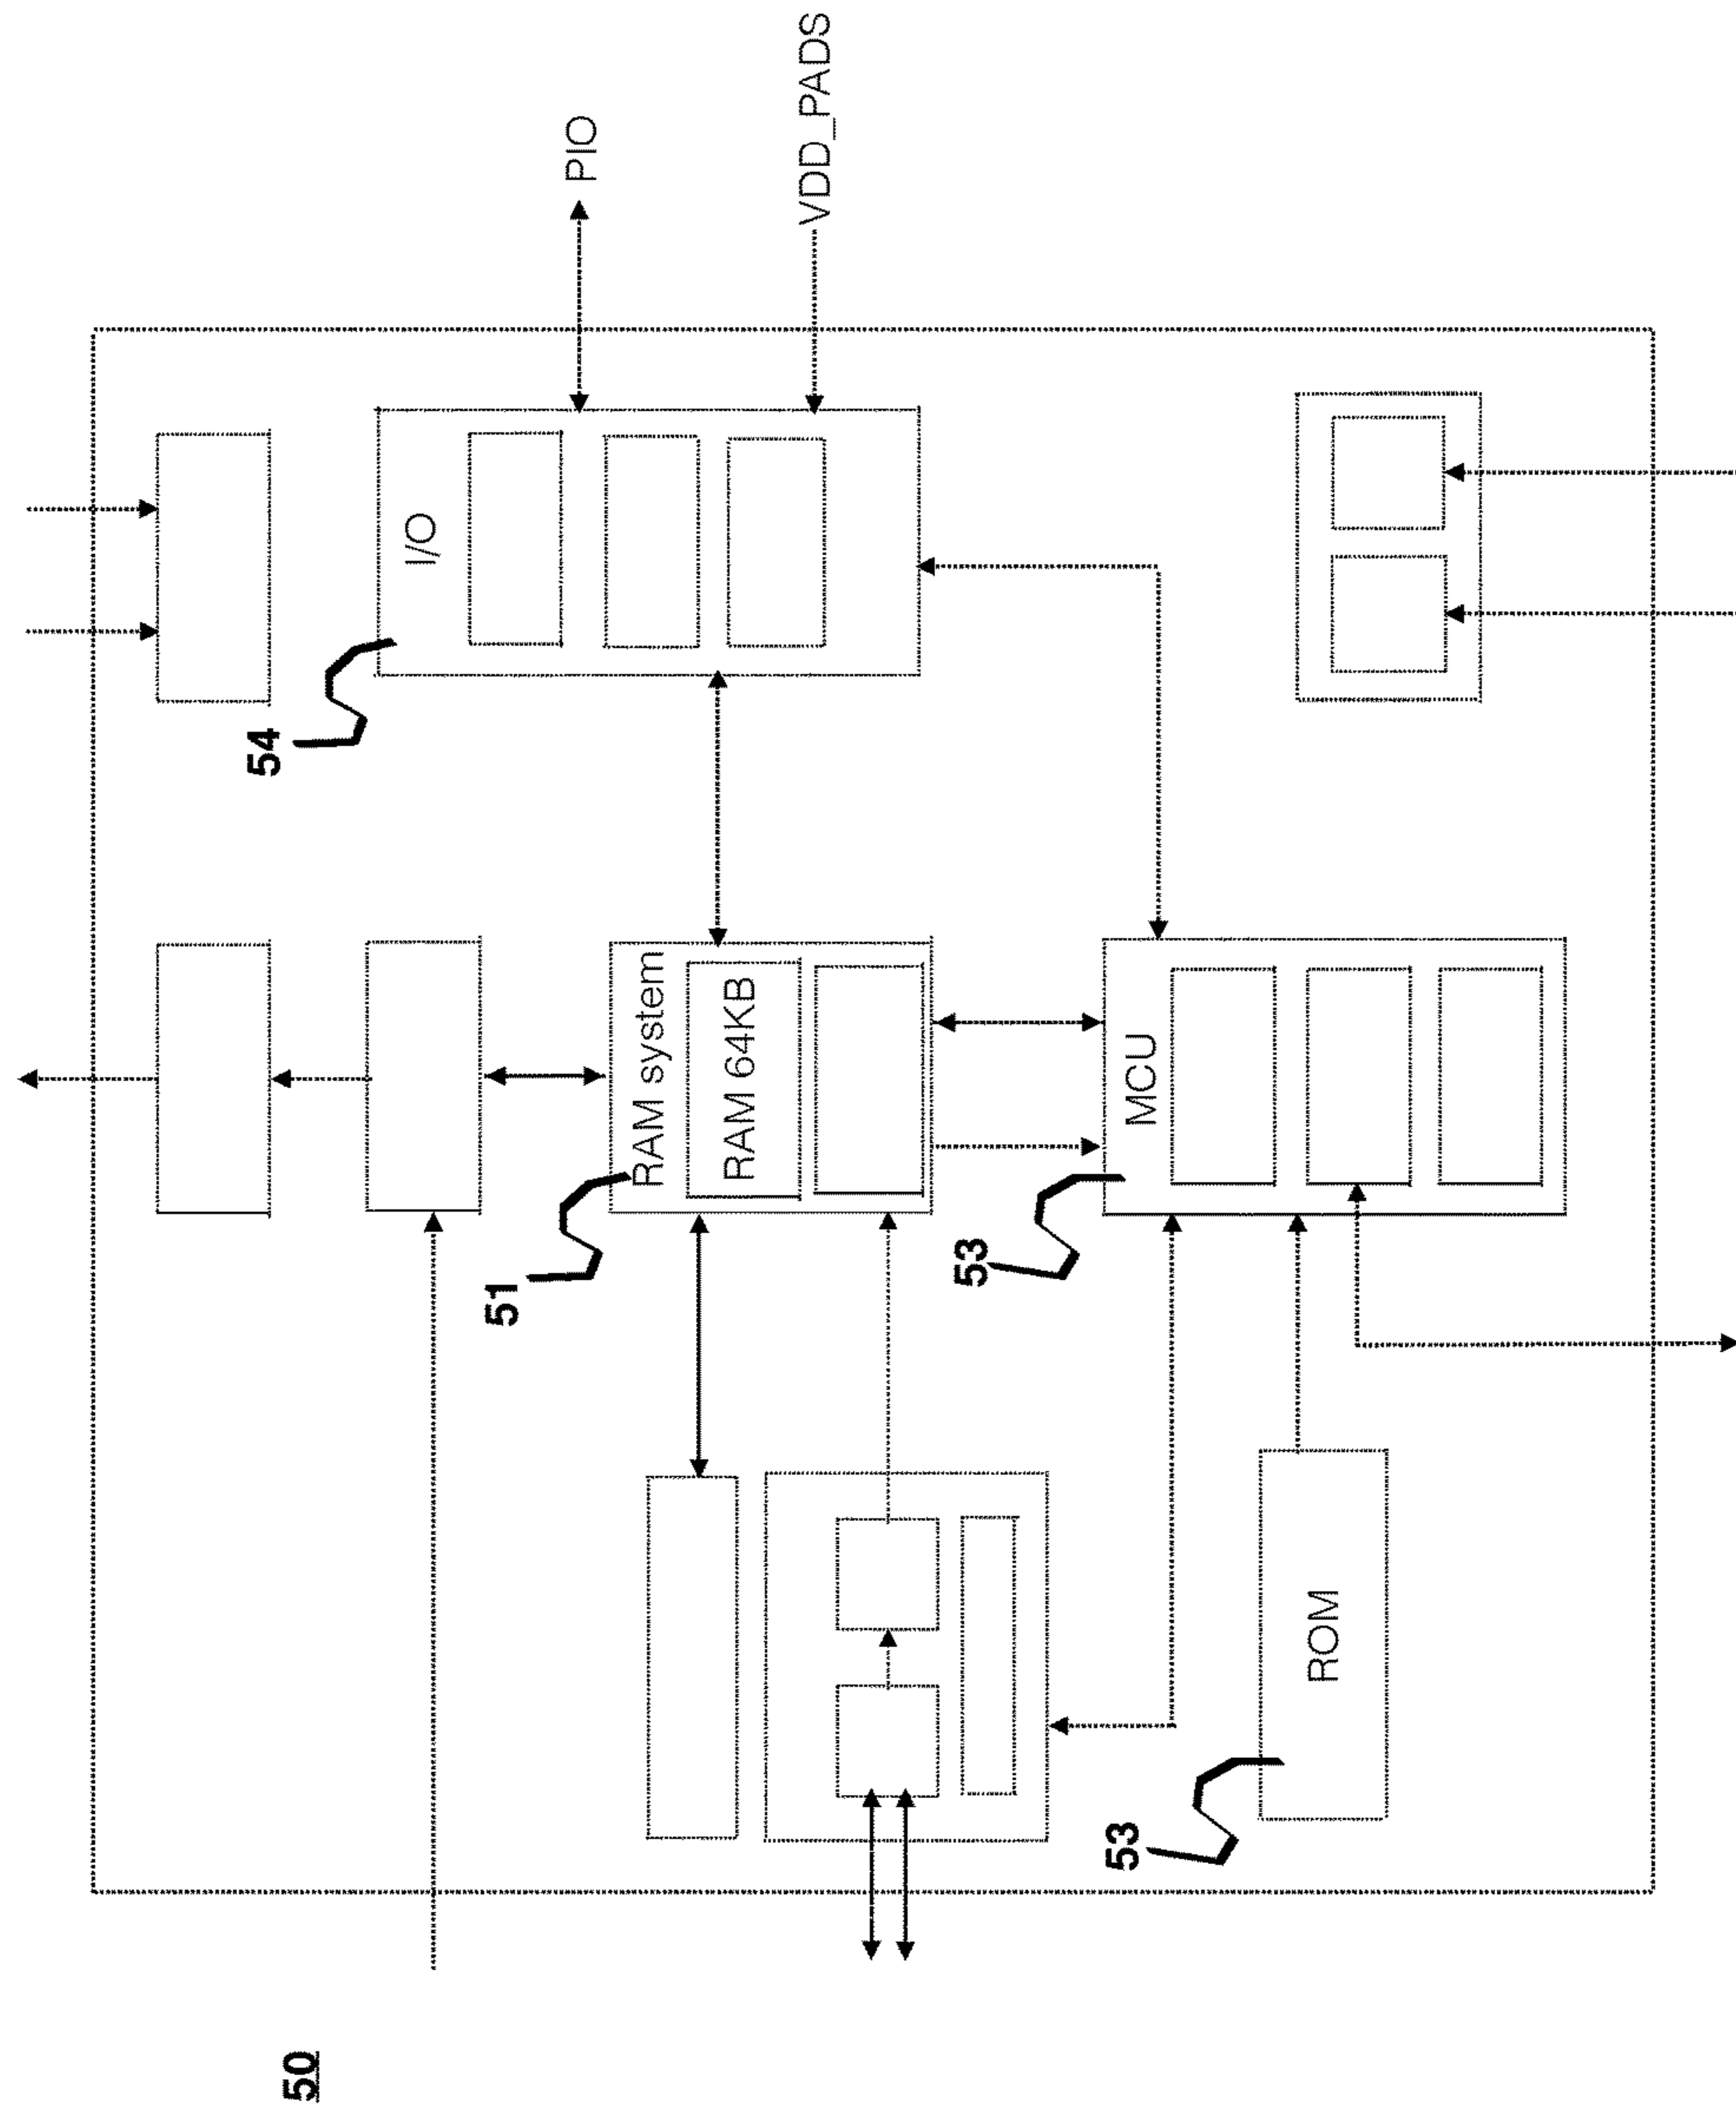 50
54
I/O
PIO
VDD_PADS
51
RAM system
RAM 64KB
53
MCU
53
ROM